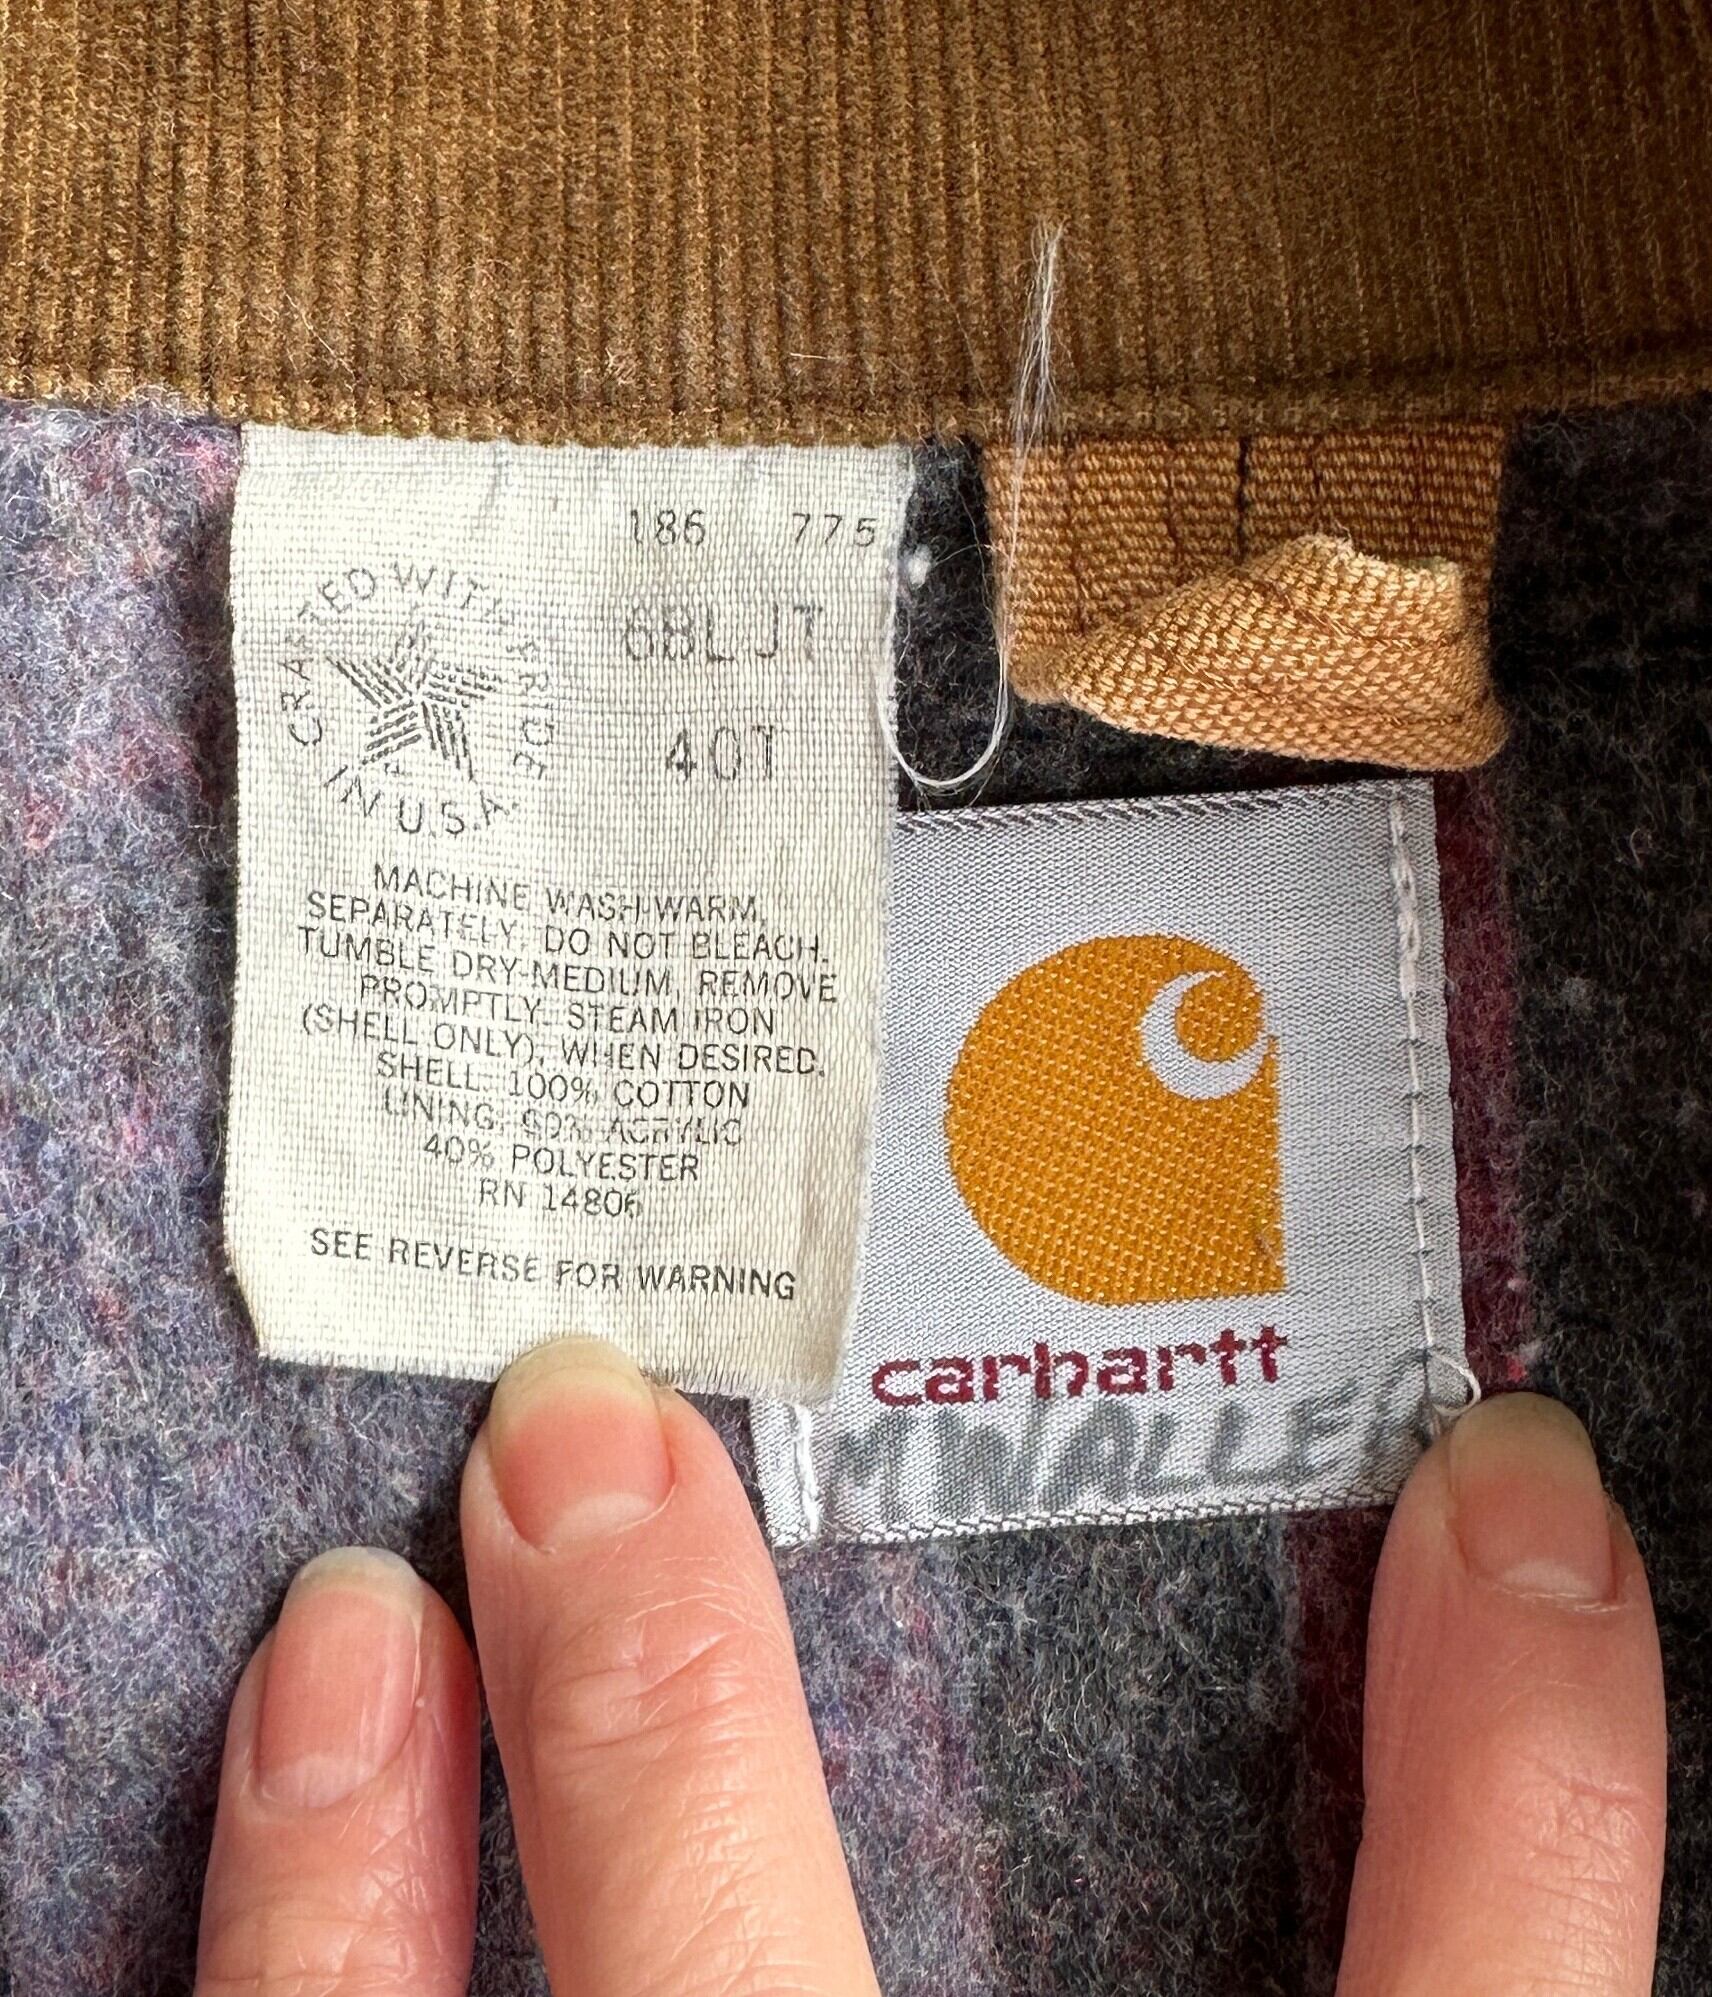 186 775
6BLJT
40T
CRAFTED WITH PRIDE
IN U.S.A.
MACHINE WASH-WARM,
SEPARATELY. DO NOT BLEACH.
TUMBLE DRY-MEDIUM, REMOVE
PROMPTLY. STEAM IRON
(SHELL ONLY), WHEN DESIRED.
SHELL: 100% COTTON
LINING: 60% ACRYLIC
40% POLYESTER
RN 14806
SEE REVERSE FOR WARNING
carhartt